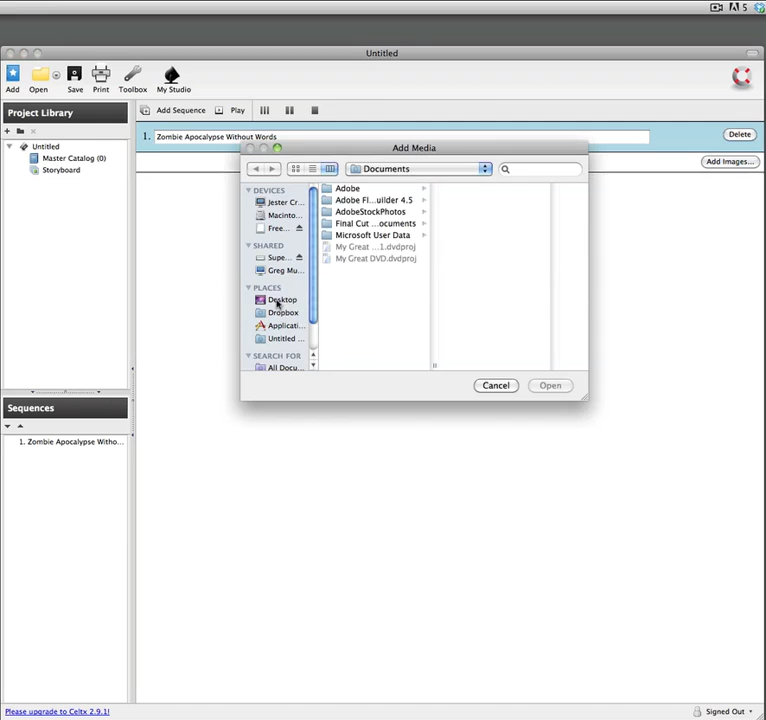 5
Untitled
Add
Open
Save
Print
Toolbox
My Studio
Project Library
Add Sequence
Play
Untitled
Master Catalog (0)
Storyboard
1.
Zombie Apocalypse Without Words
Delete
Add Images...
Add Media
Documents
DEVICES
Jester Cr...
Macinto...
Free...
SHARED
Supe...
Greg Mu...
PLACES
Desktop
Dropbox
Applicati...
Untitled ...
SEARCH FOR
All Docu...
Adobe
Adobe Fl...uilder 4.5
AdobeStockPhotos
Final Cut ...ocuments
Microsoft User Data
My Great ...1.dvdproj
My Great DVD.dvdproj
Cancel
Open
Sequences
1. Zombie Apocalypse Witho...
Please upgrade to Celtx 2.9.1!
Signed Out